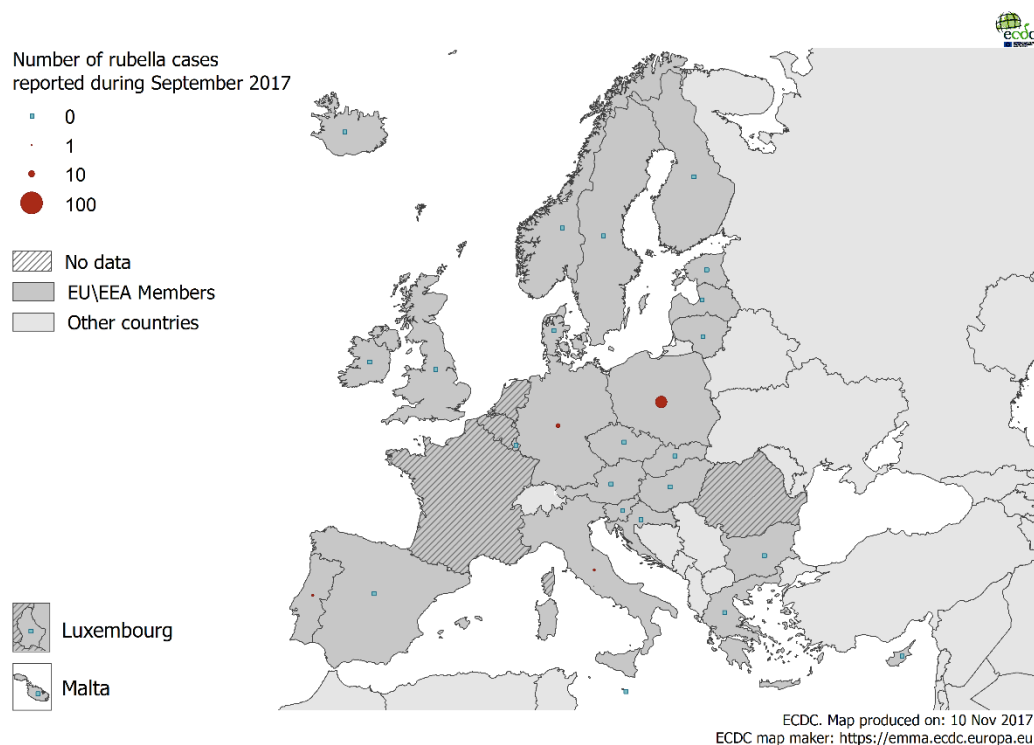 ecdc
Number of rubella cases
reported during September 2017
0
1
10
100
No data
EU\EEA Members
Other countries
Luxembourg
Malta
ECDC. Map produced on: 10 Nov 2017
ECDC map maker: https://emma.ecdc.europa.eu